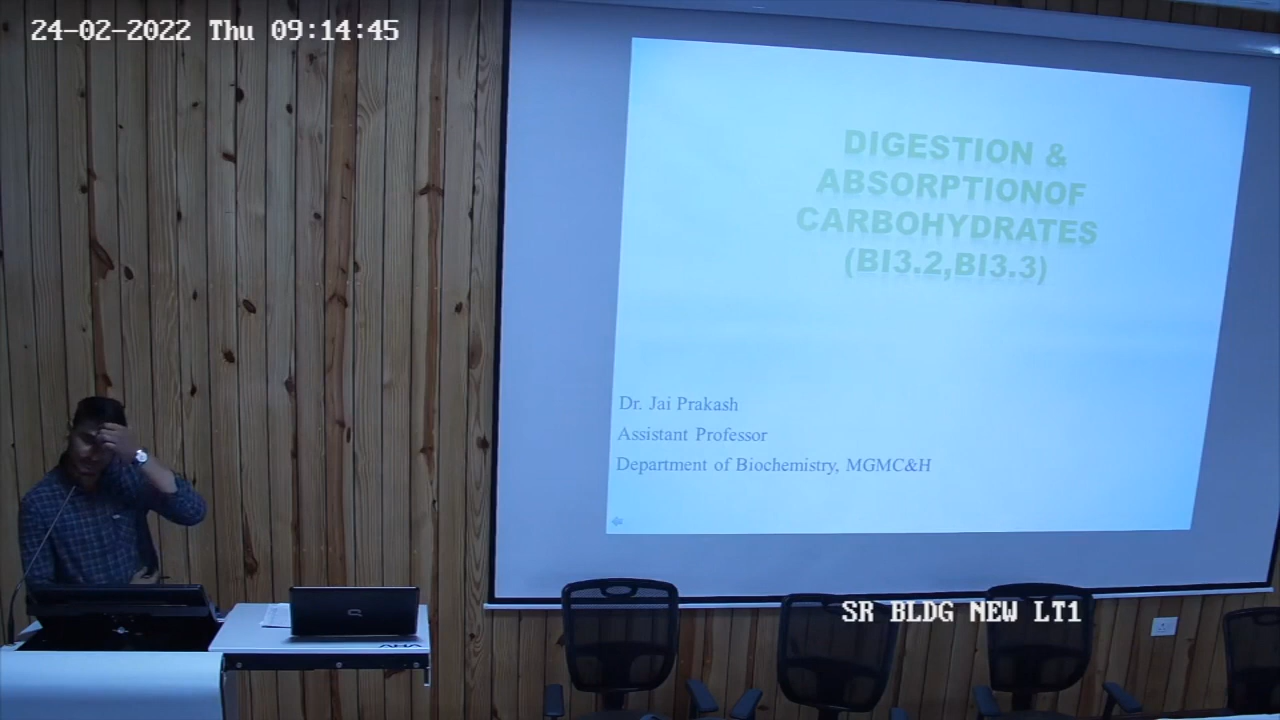 24-02-2022 Thu 09:14:45
DIGESTION &
ABSORPTIONOF
CARBOHYDRATES
(BI3.2,BI3.3)
Dr. Jai Prakash
Assistant Professor
Department of Biochemistry, MGMC&H
SR BLDG NEW LT1